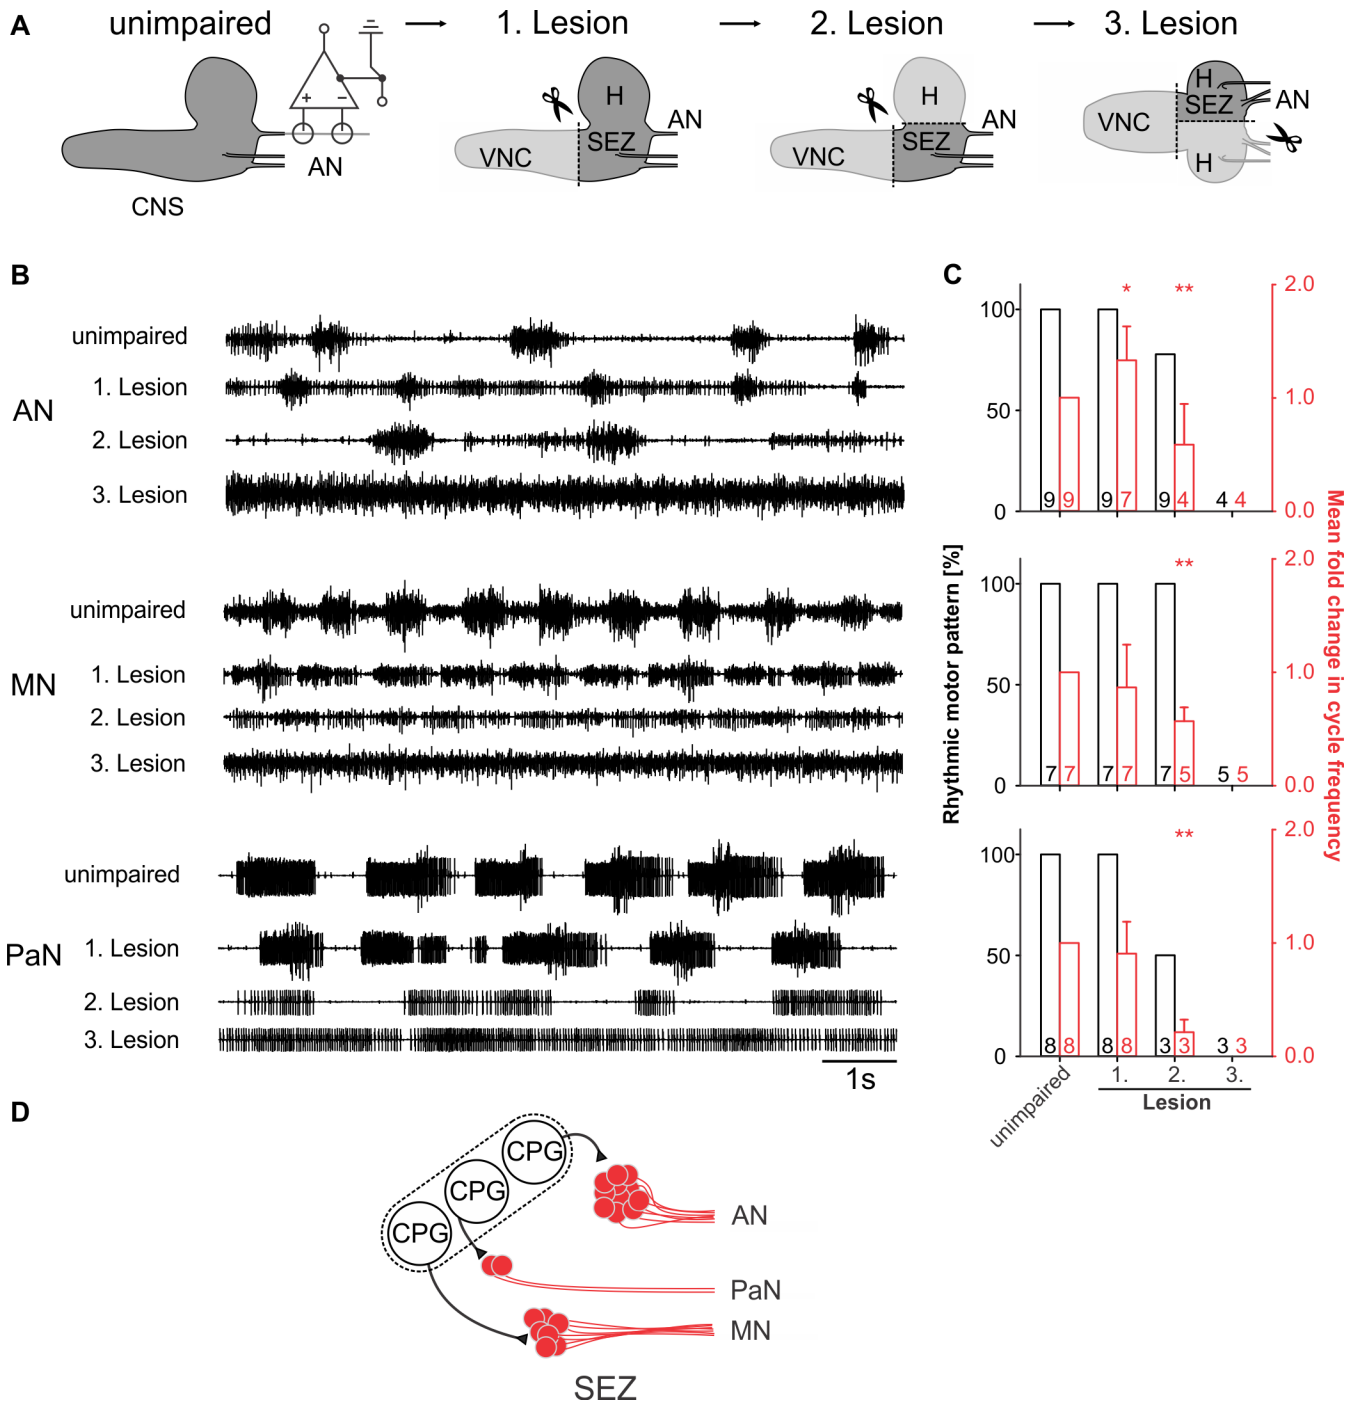 A
unimpaired
1. Lesion
2. Lesion
3. Lesion
+ −
AN
CNS
H
SEZ
VNC
AN
H
SEZ
VNC
AN
H
SEZ
VNC
H
AN
B
AN
unimpaired
1. Lesion
2. Lesion
3. Lesion
MN
unimpaired
1. Lesion
2. Lesion
3. Lesion
PaN
unimpaired
1. Lesion
2. Lesion
3. Lesion
1s
C
Rhythmic motor pattern [%]
Mean fold change in cycle frequency
100
50
0
* **
2.0
1.0
0.0
9 9 9 7 9 4 4 4
100
50
0
**
2.0
1.0
0.0
7 7 7 7 7 5 5 5
100
50
0
**
2.0
1.0
0.0
8 8 8 8 3 3 3 3
unimpaired
1. 2. 3.
Lesion
D
CPG
CPG
CPG
AN
PaN
MN
SEZ